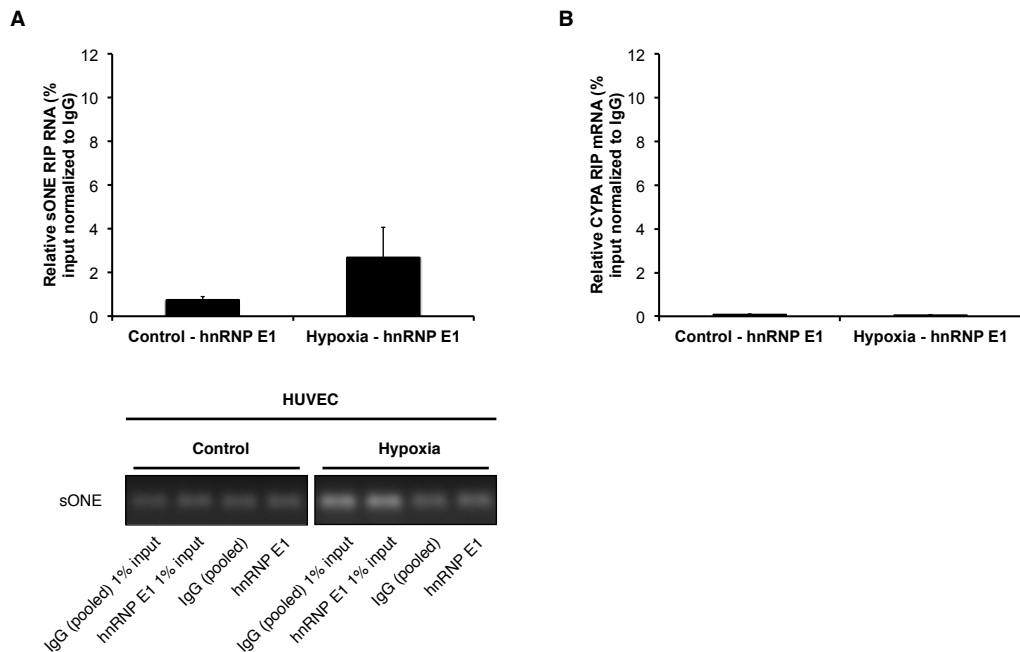 A
B
Relative sONE RIP RNA (%
input normalized to IgG)
12
10
8
6
4
2
0
Control - hnRNP E1
Hypoxia - hnRNP E1
Relative CYPA RIP mRNA (%
input normalized to IgG)
12
10
8
6
4
2
0
Control - hnRNP E1
Hypoxia - hnRNP E1
HUVEC
Control
Hypoxia
sONE
IgG (pooled) 1% input
hnRNP E1 1% input
IgG (pooled)
hnRNP E1
IgG (pooled) 1% input
hnRNP E1 1% input
IgG (pooled)
hnRNP E1